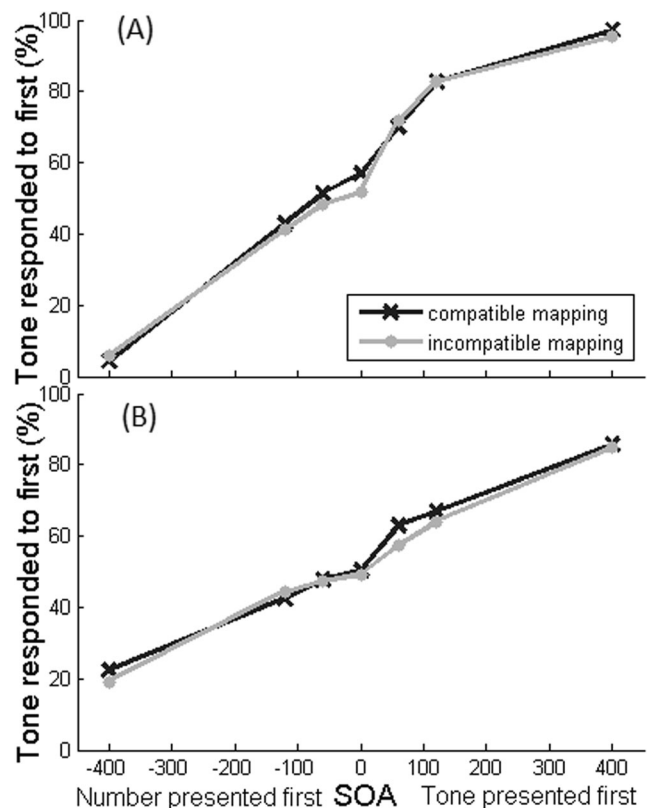 (A)
Tone responded to first (%)
100
80
60
40
20
0
compatible mapping
incompatible mapping
(B)
Tone responded to first (%)
100
80
60
40
20
0
-400 -300 -200 -100 0 100 200 300 400
Number presented first SOA Tone presented first